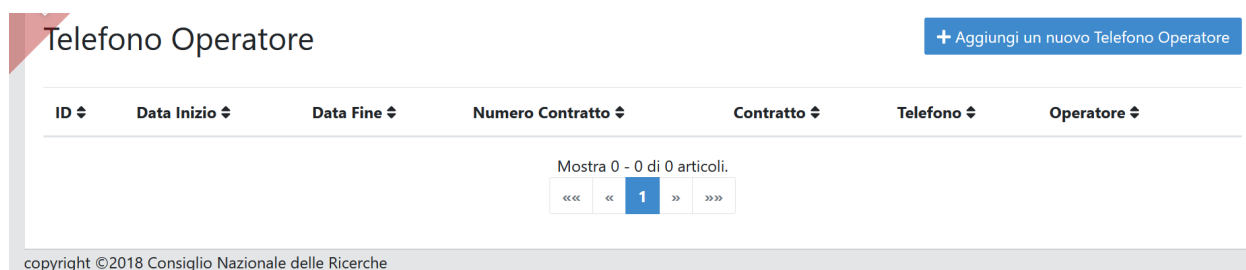 Telefono Operatore
+ Aggiungi un nuovo Telefono Operatore
ID Data Inizio Data Fine Numero Contratto Contratto Telefono Operatore
Mostra 0 - 0 di 0 articoli.
«« « 1 » »»
copyright ©2018 Consiglio Nazionale delle Ricerche